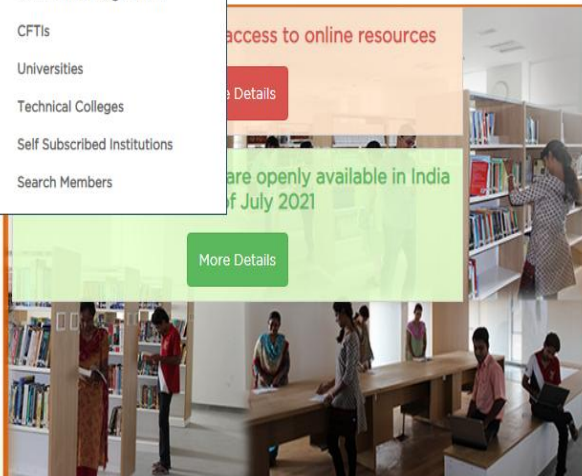 CFTIs
Universities
Technical Colleges
Self Subscribed Institutions
Search Members
access to online resources
Details
are openly available in India
of July 2021
More Details